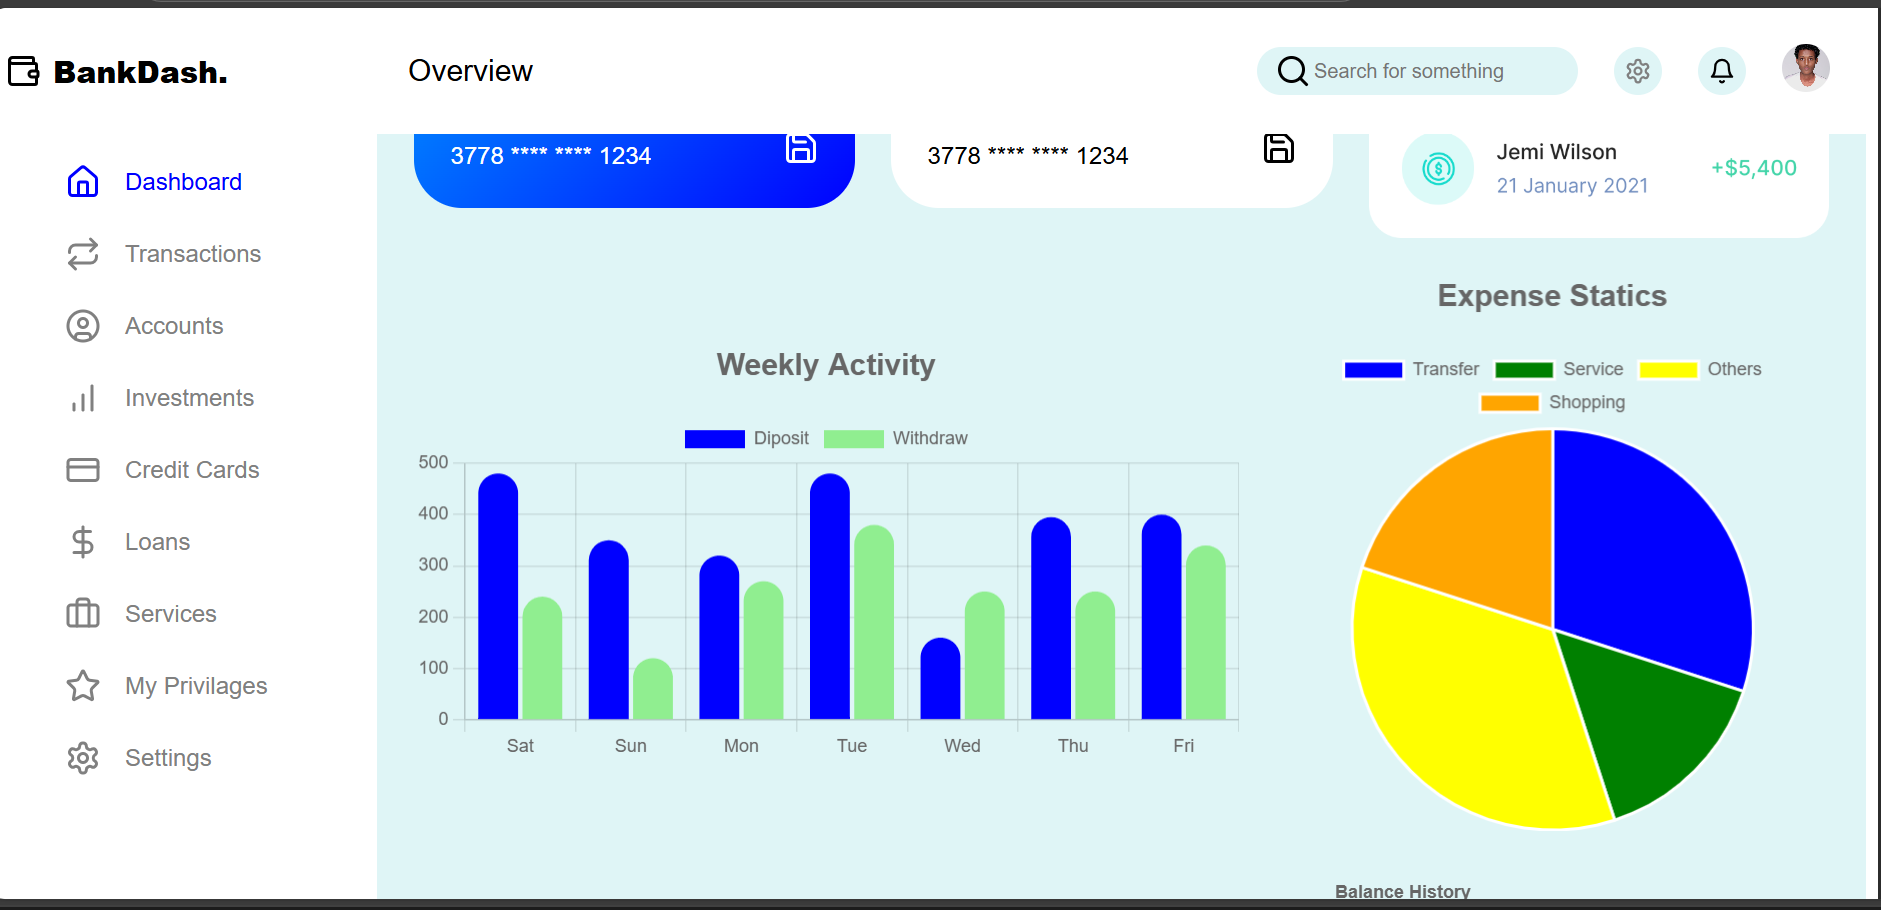 BankDash.
Overview
Search for something
Dashboard
Transactions
Accounts
Investments
Credit Cards
Loans
Services
My Privilages
Settings
3778 **** **** 1234
3778 **** **** 1234
Jemi Wilson
21 January 2021
+$5,400
Weekly Activity
Diposit Withdraw
500
400
300
200
100
0
Sat Sun Mon Tue Wed Thu Fri
Expense Statics
Transfer Service Others
Shopping
Balance History